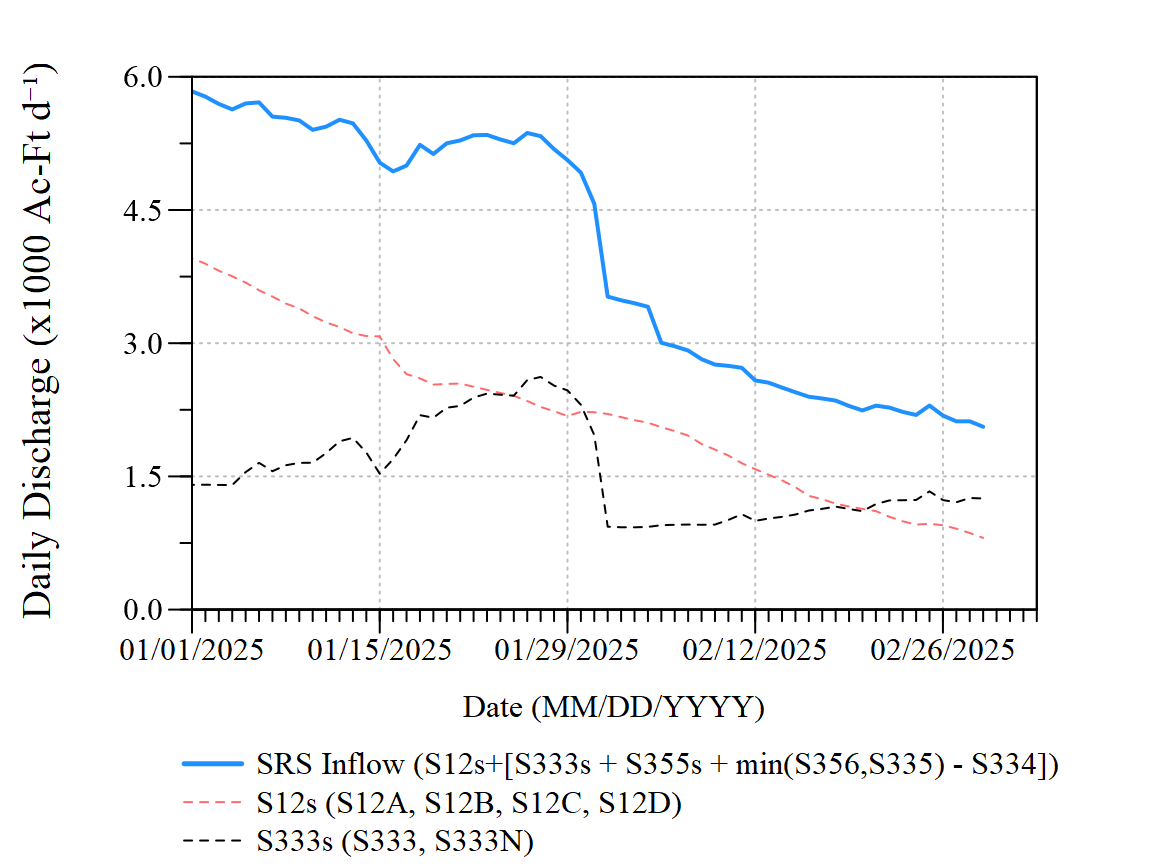 Daily Discharge (x1000 Ac-Ft d⁻¹)
6.0
4.5
3.0
1.5
0.0
01/01/2025 01/15/2025 01/29/2025 02/12/2025 02/26/2025
Date (MM/DD/YYYY)
SRS Inflow (S12s+[S333s + S355s + min(S356,S335) - S334])
S12s (S12A, S12B, S12C, S12D)
S333s (S333, S333N)